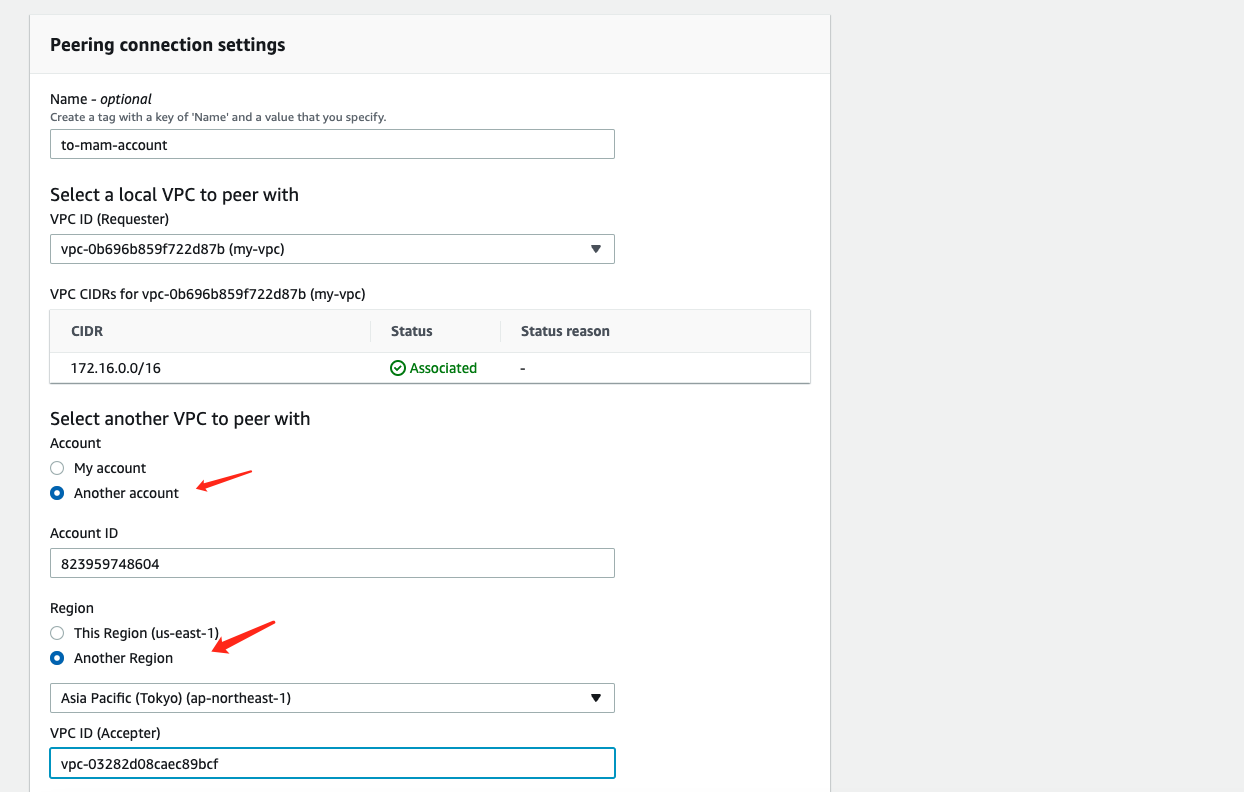 Peering connection settings
Name - optional
Create a tag with a key of 'Name' and a value that you specify.
to-mam-account
Select a local VPC to peer with
VPC ID (Requester)
vpc-0b696b859f722d87b (my-vpc)
VPC CIDRs for vpc-0b696b859f722d87b (my-vpc)
CIDR Status Status reason
172.16.0.0/16 Associated -
Select another VPC to peer with
Account
My account
Another account
Account ID
823959748604
Region
This Region (us-east-1)
Another Region
Asia Pacific (Tokyo) (ap-northeast-1)
VPC ID (Accepter)
vpc-03282d08caec89bcf